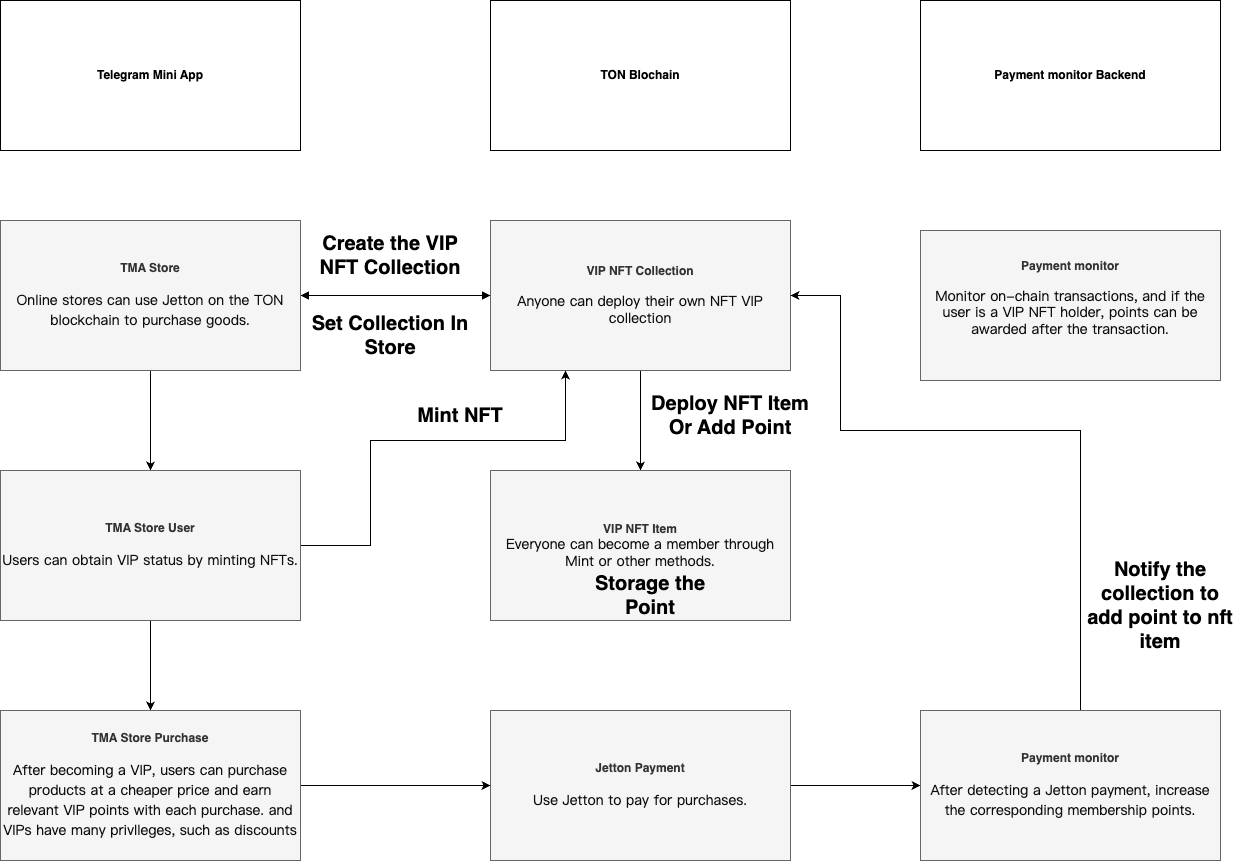 Telegram Mini App
TON Blochain
Payment monitor Backend
TMA Store
Online stores can use Jetton on the TON
blockchain to purchase goods.
Create the VIP
NFT Collection
Set Collection In
Store
VIP NFT Collection
Anyone can deploy their own NFT VIP
collection
Payment monitor
Monitor on-chain transactions, and if the
user is a VIP NFT holder, points can be
awarded after the transaction.
Mint NFT
Deploy NFT Item
Or Add Point
TMA Store User
Users can obtain VIP status by minting NFTs.
VIP NFT Item
Everyone can become a member through
Mint or other methods.
Storage the
Point
Notify the
collection to
add point to nft
item
TMA Store Purchase
After becoming a VIP, users can purchase
products at a cheaper price and earn
relevant VIP points with each purchase. and
VIPs have many privileges, such as discounts
Jetton Payment
Use Jetton to pay for purchases.
Payment monitor
After detecting a Jetton payment, increase
the corresponding membership points.